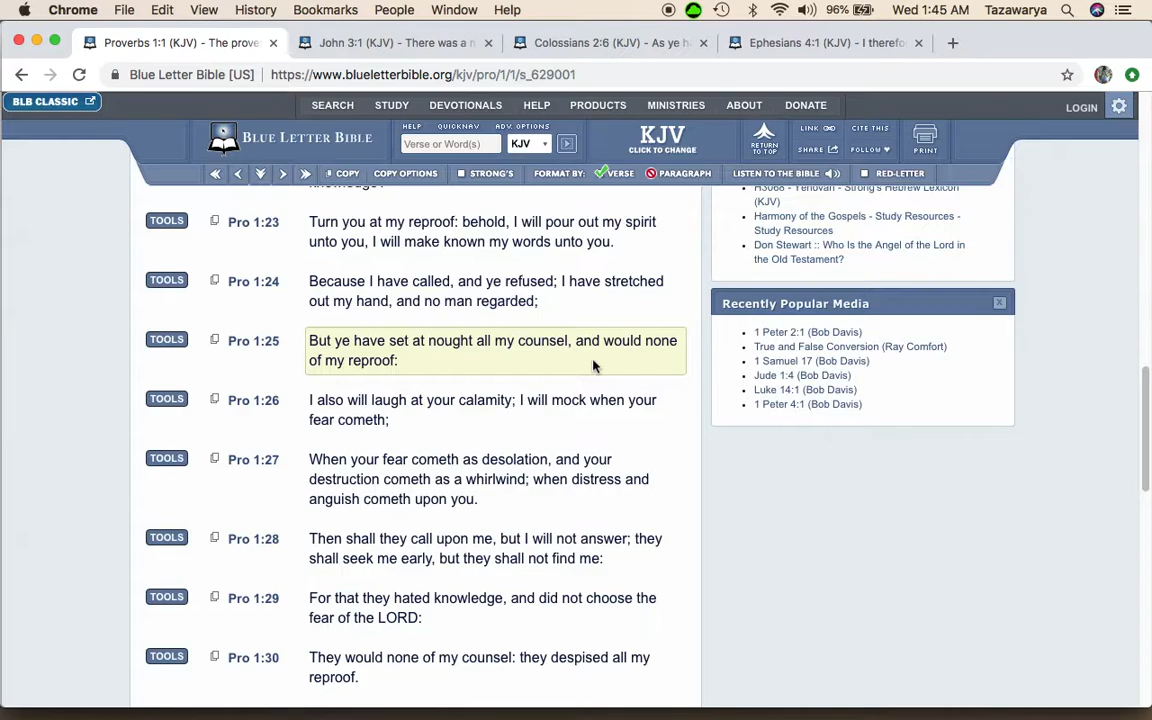 Chrome File Edit View History Bookmarks People Window Help 96% Wed 1:45 AM Tazawarya
Proverbs 1:1 (KJV) - The prove × John 3:1 (KJV) - There was a n × Colossians 2:6 (KJV) - As ye h × Ephesians 4:1 (KJV) - I therefo ×
Blue Letter Bible [US] https://www.blueletterbible.org/kjv/pro/1/1/s_629001
BLB CLASSIC
SEARCH STUDY DEVOTIONALS HELP PRODUCTS MINISTRIES ABOUT DONATE LOGIN
HELP QUICKNAV ADV. OPTIONS
BLUE LETTER BIBLE Verse or Word(s) KJV
KJV
CLICK TO CHANGE
RETURN TO TOP
LINK CITE THIS
SHARE FOLLOW PRINT
COPY COPY OPTIONS STRONG'S FORMAT BY: VERSE PARAGRAPH LISTEN TO THE BIBLE RED-LETTER
knowledge?
TOOLS Pro 1:23 Turn you at my reproof: behold, I will pour out my spirit
unto you, I will make known my words unto you.
TOOLS Pro 1:24 Because I have called, and ye refused; I have stretched
out my hand, and no man regarded;
TOOLS Pro 1:25 But ye have set at nought all my counsel, and would none
of my reproof:
TOOLS Pro 1:26 I also will laugh at your calamity; I will mock when your
fear cometh;
TOOLS Pro 1:27 When your fear cometh as desolation, and your
destruction cometh as a whirlwind; when distress and
anguish cometh upon you.
TOOLS Pro 1:28 Then shall they call upon me, but I will not answer; they
shall seek me early, but they shall not find me:
TOOLS Pro 1:29 For that they hated knowledge, and did not choose the
fear of the LORD:
TOOLS Pro 1:30 They would none of my counsel: they despised all my
reproof.
H3068 - Yehovah - Strong's Hebrew Lexicon
(KJV)
Harmony of the Gospels - Study Resources -
Study Resources
Don Stewart :: Who Is the Angel of the Lord in
the Old Testament?
Recently Popular Media
1 Peter 2:1 (Bob Davis)
True and False Conversion (Ray Comfort)
1 Samuel 17 (Bob Davis)
Jude 1:4 (Bob Davis)
Luke 14:1 (Bob Davis)
1 Peter 4:1 (Bob Davis)